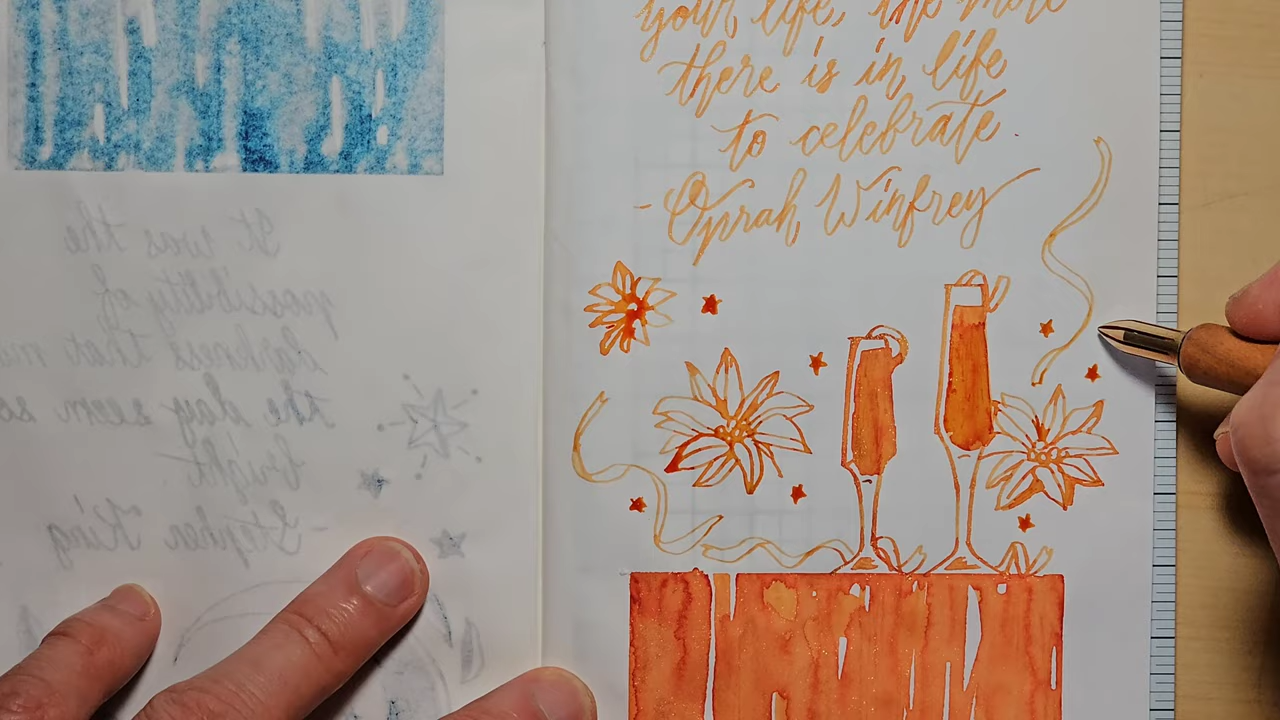 It was the
possibility of
darkness that ma
the day seem so
bright.
-Stephen King
your life, the more
there is in life
to celebrate.
-Oprah Winfrey